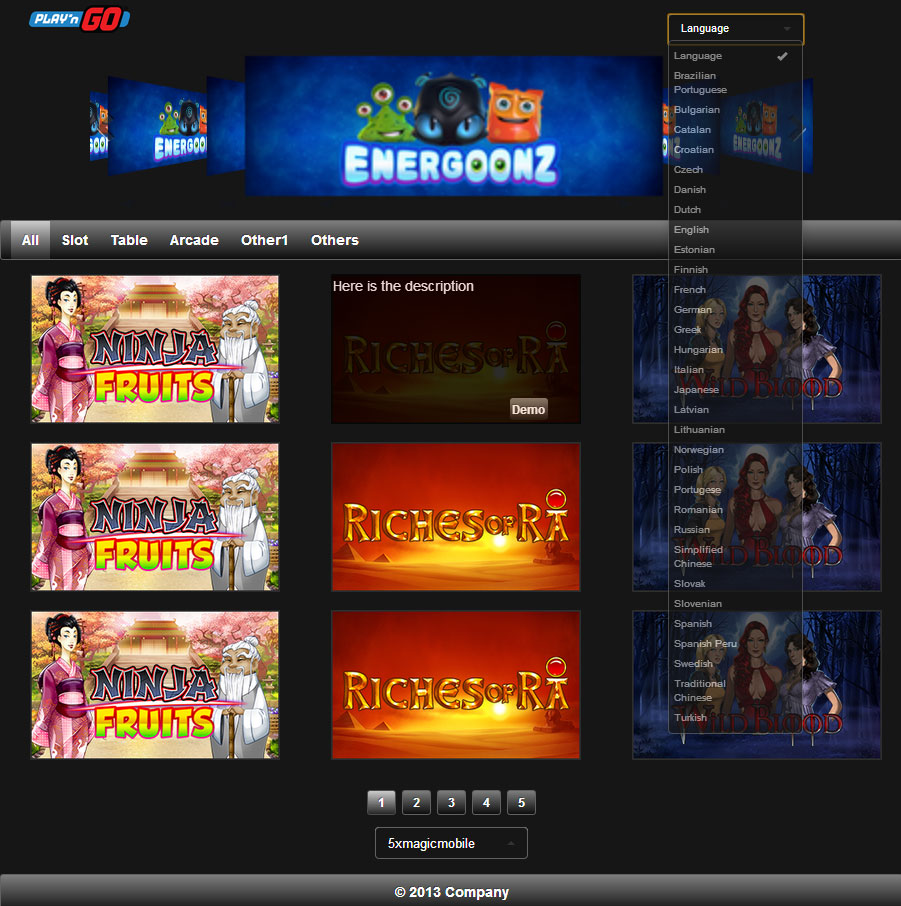 PLAY'n GO
Language
Language
Brazilian
Portuguese
Bulgarian
Catalan
Croatian
Czech
Danish
Dutch
English
Estonian
Finnish
French
German
Greek
Hungarian
Italian
Japanese
Latvian
Lithuanian
Norwegian
Polish
Portugese
Romanian
Russian
Simplified
Chinese
Slovak
Slovenian
Spanish
Spanish Peru
Swedish
Traditional
Chinese
Turkish
ENERGOONZ
ENERGOONZ
ENERGOONZ
All Slot Table Arcade Other1 Others
NINJA
FRUITS
Here is the description
RICHES OF RA
Demo
WILD BLOOD
NINJA
FRUITS
RICHES OF RA
WILD BLOOD
NINJA
FRUITS
RICHES OF RA
WILD BLOOD
1 2 3 4 5
5xmagicmobile
© 2013 Company